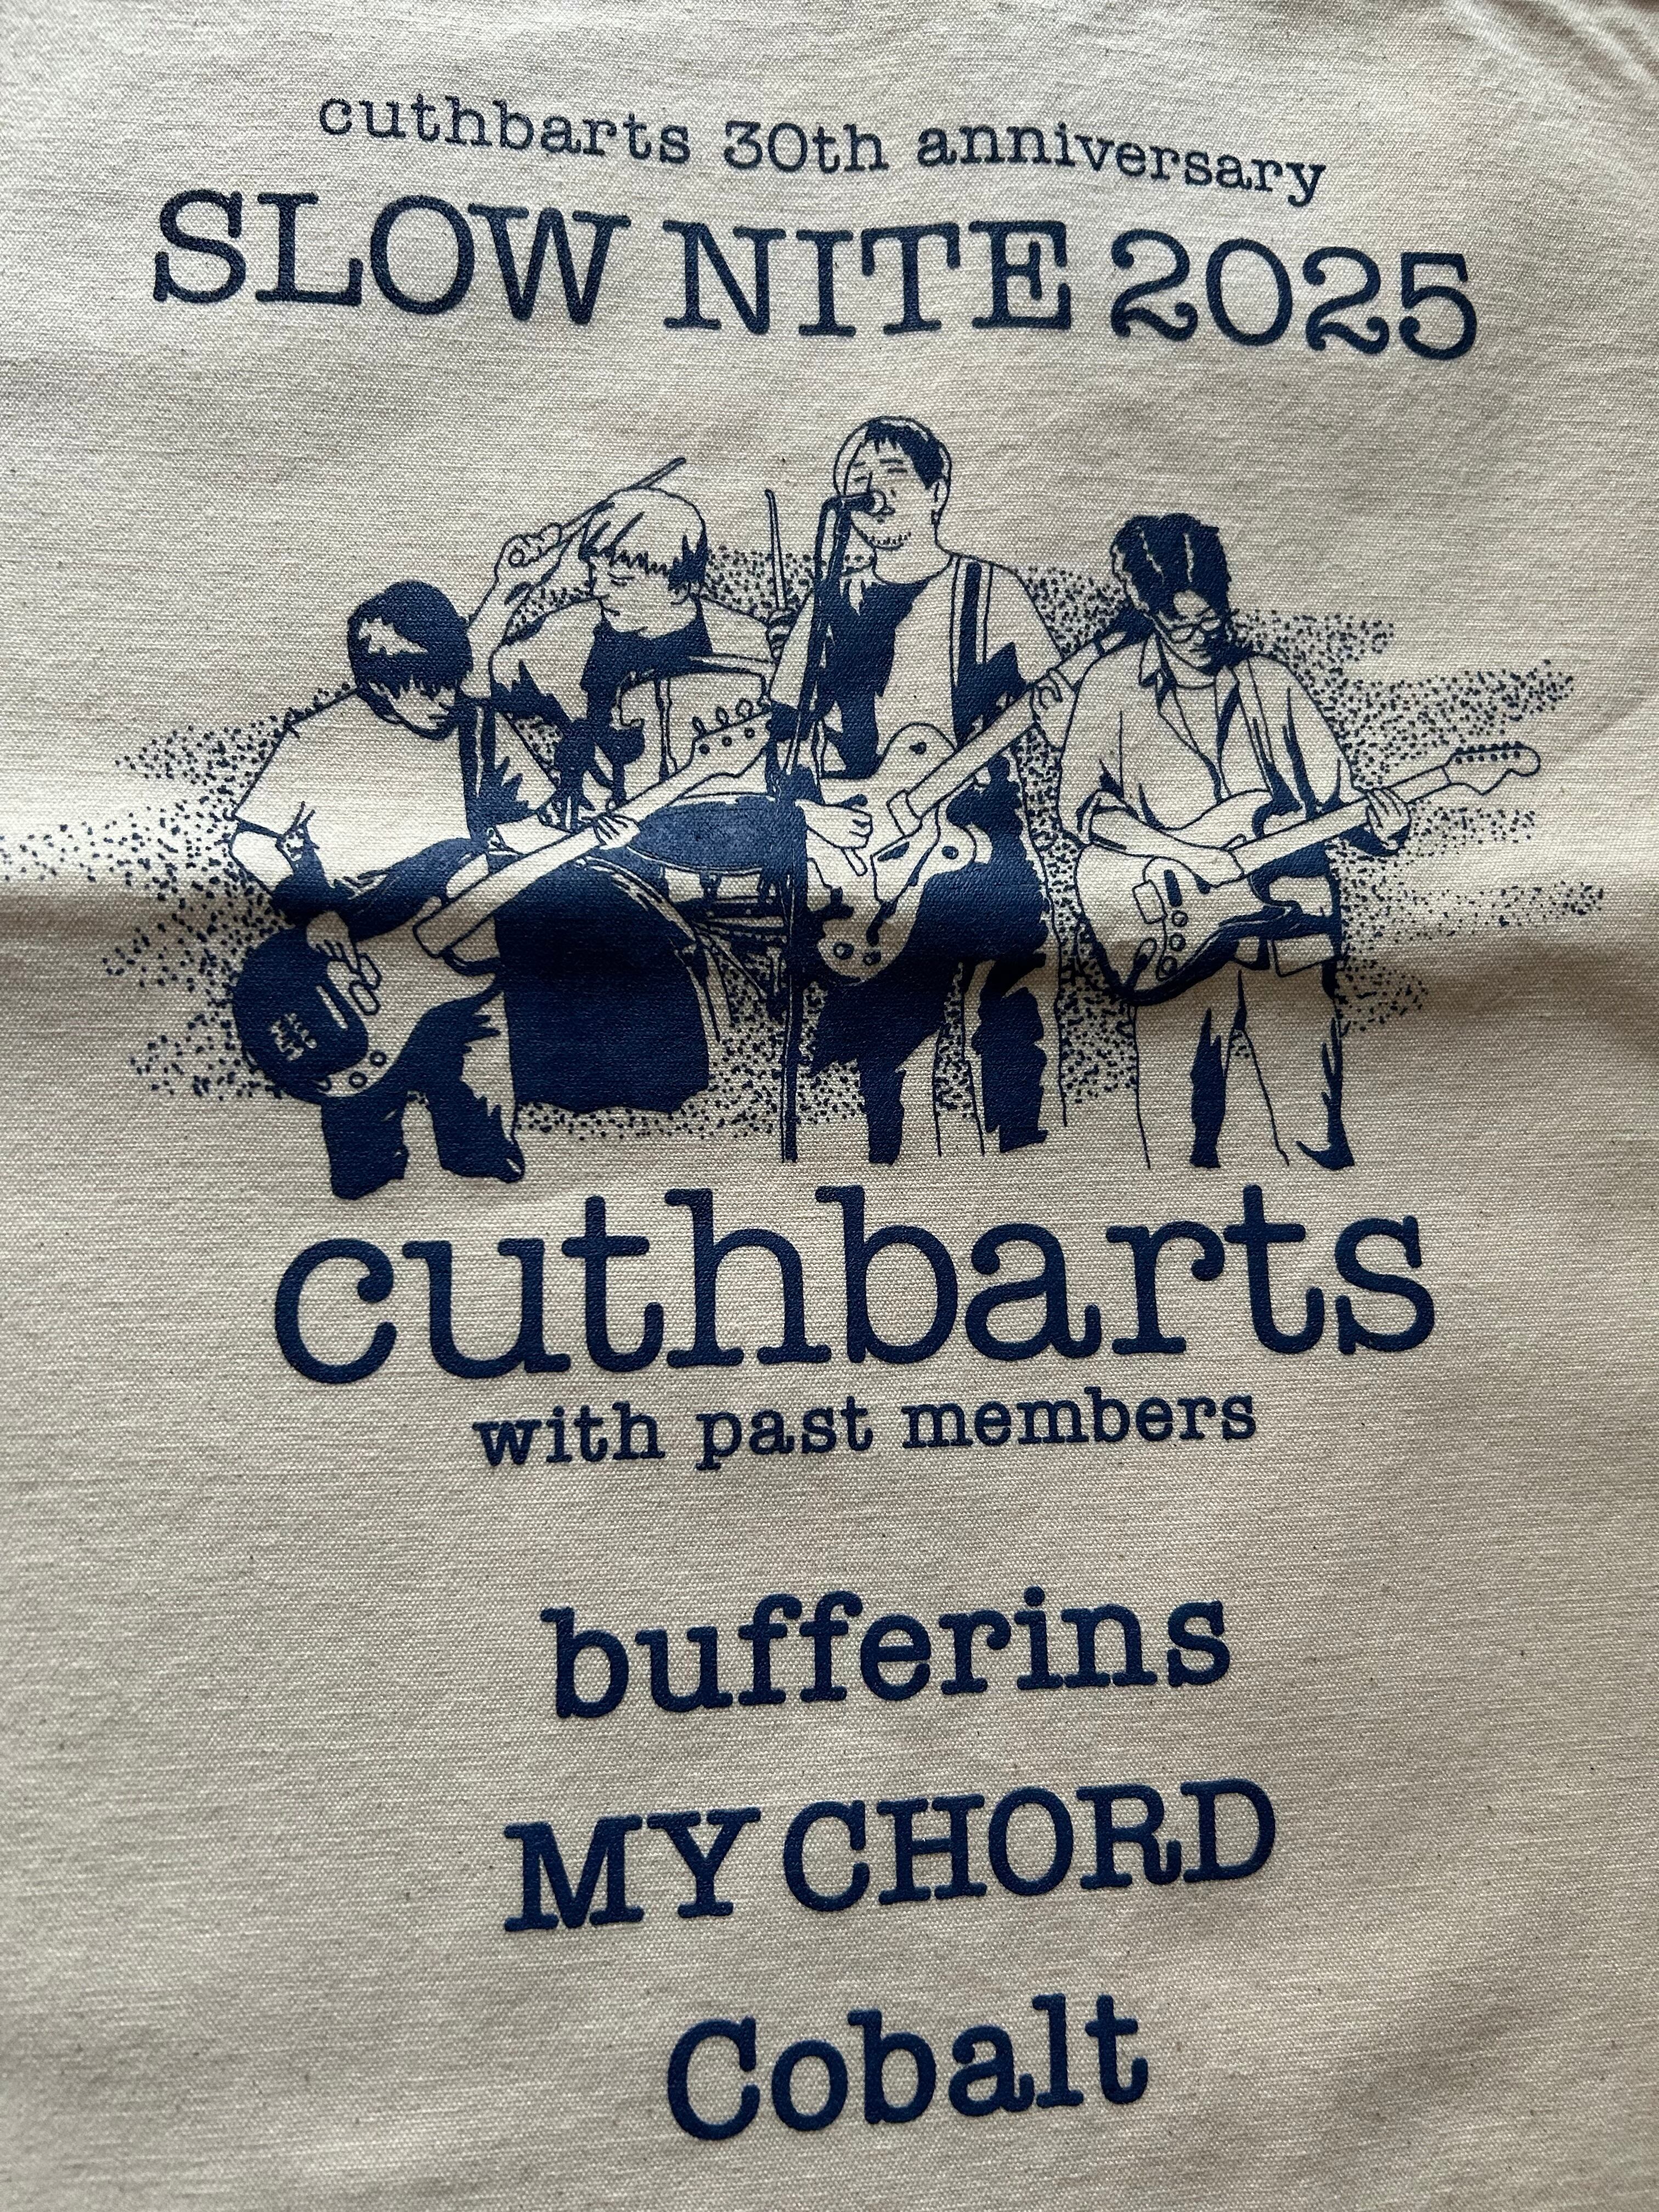 cuthbarts 30th anniversary
SLOW NITE 2025
cuthbarts
with past members
bufferins
MY CHORD
Cobalt